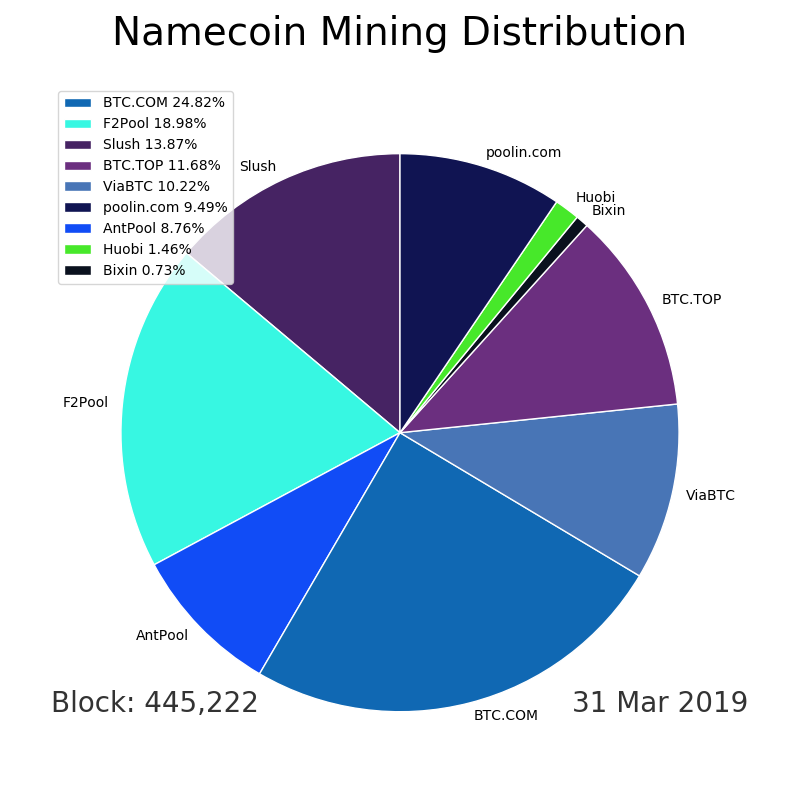 Namecoin Mining Distribution
BTC.COM 24.82%
F2Pool 18.98%
Slush 13.87%
BTC.TOP 11.68%
ViaBTC 10.22%
poolin.com 9.49%
AntPool 8.76%
Huobi 1.46%
Bixin 0.73%
Slush
poolin.com
Huobi
Bixin
BTC.TOP
F2Pool
ViaBTC
AntPool
BTC.COM
Block: 445,222
31 Mar 2019